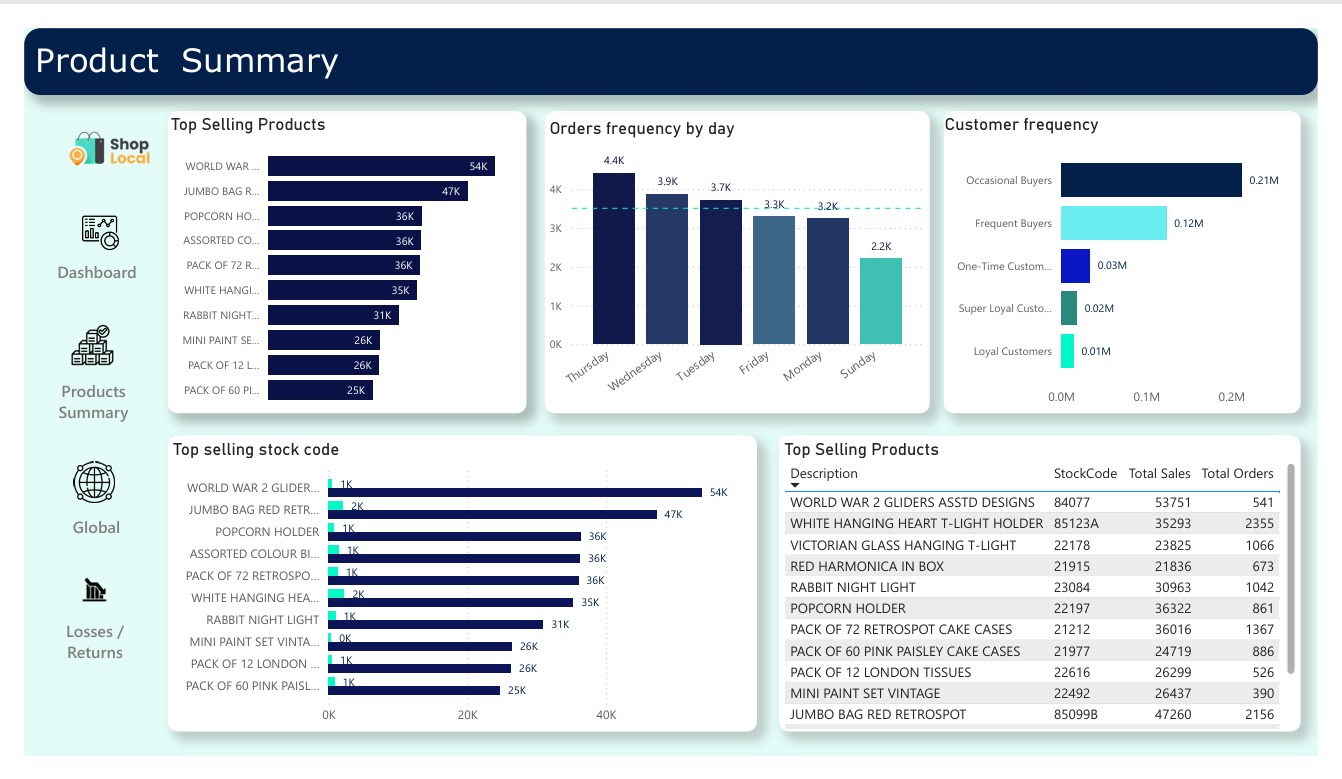 Product Summary
Shop
Local
Dashboard
Products
Summary
Global
Losses /
Returns
Top Selling Products
WORLD WAR ... 54K
JUMBO BAG R... 47K
POPCORN HO... 36K
ASSORTED CO... 36K
PACK OF 72 R... 36K
WHITE HANGI... 35K
RABBIT NIGHT... 31K
MINI PAINT SE... 26K
PACK OF 12 L... 26K
PACK OF 60 PI... 25K
Orders frequency by day
4.4K 3.9K 3.7K 3.3K 3.2K 2.2K
4K
3K
2K
1K
0K
Thursday Wednesday Tuesday Friday Monday Sunday
Customer frequency
Occasional Buyers 0.21M
Frequent Buyers 0.12M
One-Time Custom... 0.03M
Super Loyal Custo... 0.02M
Loyal Customers 0.01M
0.0M 0.1M 0.2M
Top selling stock code
WORLD WAR 2 GLIDER... 1K 54K
JUMBO BAG RED RETR... 2K 47K
POPCORN HOLDER 1K 36K
ASSORTED COLOUR BI... 1K 36K
PACK OF 72 RETROSPO... 1K 36K
WHITE HANGING HEA... 2K 35K
RABBIT NIGHT LIGHT 1K 31K
MINI PAINT SET VINTA... 0K 26K
PACK OF 12 LONDON ... 1K 26K
PACK OF 60 PINK PAISL... 1K 25K
0K 20K 40K
Top Selling Products
Description StockCode Total Sales Total Orders
WORLD WAR 2 GLIDERS ASSTD DESIGNS 84077 53751 541
WHITE HANGING HEART T-LIGHT HOLDER 85123A 35293 2355
VICTORIAN GLASS HANGING T-LIGHT 22178 23825 1066
RED HARMONICA IN BOX 21915 21836 673
RABBIT NIGHT LIGHT 23084 30963 1042
POPCORN HOLDER 22197 36322 861
PACK OF 72 RETROSPOT CAKE CASES 21212 36016 1367
PACK OF 60 PINK PAISLEY CAKE CASES 21977 24719 886
PACK OF 12 LONDON TISSUES 22616 26299 526
MINI PAINT SET VINTAGE 22492 26437 390
JUMBO BAG RED RETROSPOT 85099B 47260 2156